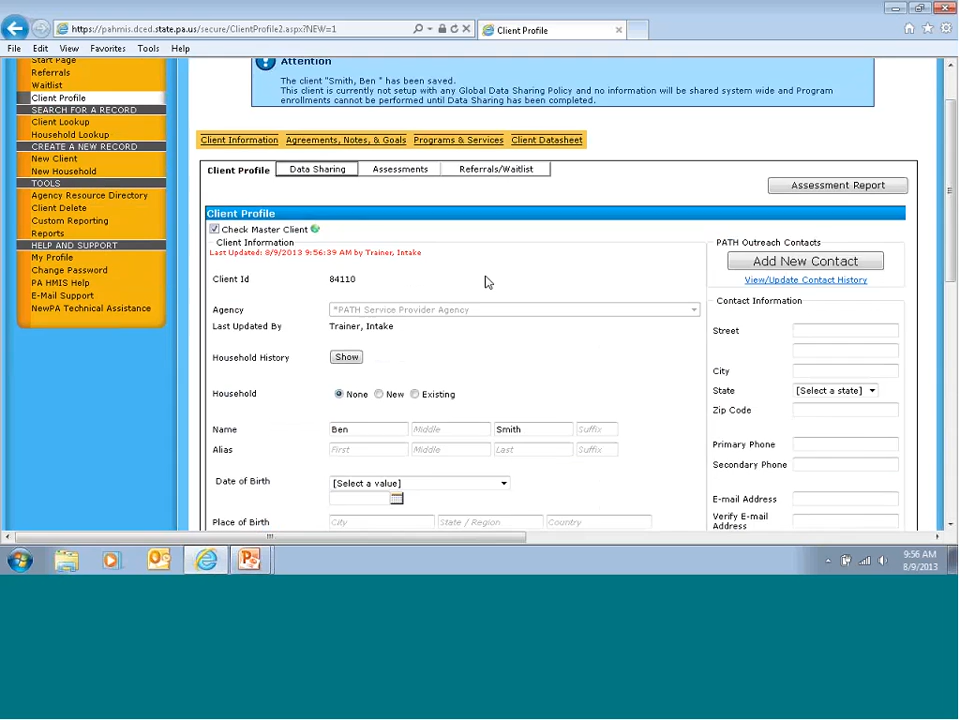 https://pahmis.dced.state.pa.us/secure/ClientProfile2.aspx?NEW=1
Client Profile
File Edit View Favorites Tools Help
Start Page
Referrals
Waitlist
Client Profile
SEARCH FOR A RECORD
Client Lookup
Household Lookup
CREATE A NEW RECORD
New Client
New Household
TOOLS
Agency Resource Directory
Client Delete
Custom Reporting
Reports
HELP AND SUPPORT
My Profile
Change Password
PA HMIS Help
E-Mail Support
NewPA Technical Assistance
Attention
The client "Smith, Ben " has been saved.
This client is currently not setup with any Global Data Sharing Policy and no information will be shared system wide and Program
enrollments cannot be performed until Data Sharing has been completed.
Client Information Agreements, Notes, & Goals Programs & Services Client Datasheet
Client Profile Data Sharing Assessments Referrals/Waitlist
Assessment Report
Client Profile
Check Master Client
Client Information
Last Updated: 8/9/2013 9:56:39 AM by Trainer, Intake
Client Id 84110
Agency *PATH Service Provider Agency
Last Updated By Trainer, Intake
Household History Show
Household None New Existing
Name Ben Middle Smith Suffix
Alias First Middle Last Suffix
Date of Birth [Select a value]
Place of Birth City State / Region Country
PATH Outreach Contacts
Add New Contact
View/Update Contact History
Contact Information
Street
City
State [Select a state]
Zip Code
Primary Phone
Secondary Phone
E-mail Address
Verify E-mail
Address
9:56 AM
8/9/2013